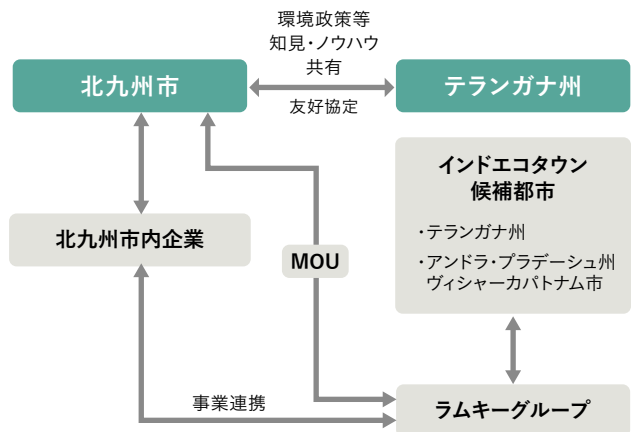 環境政策等
知見・ノウハウ
共有
北九州市
テランガナ州
友好協定
インドエコタウン
候補都市
・テランガナ州
・アンドラ・プラデーシュ州
ヴィシャーカパトナム市
北九州市内企業
MOU
事業連携
ラムキーグループ